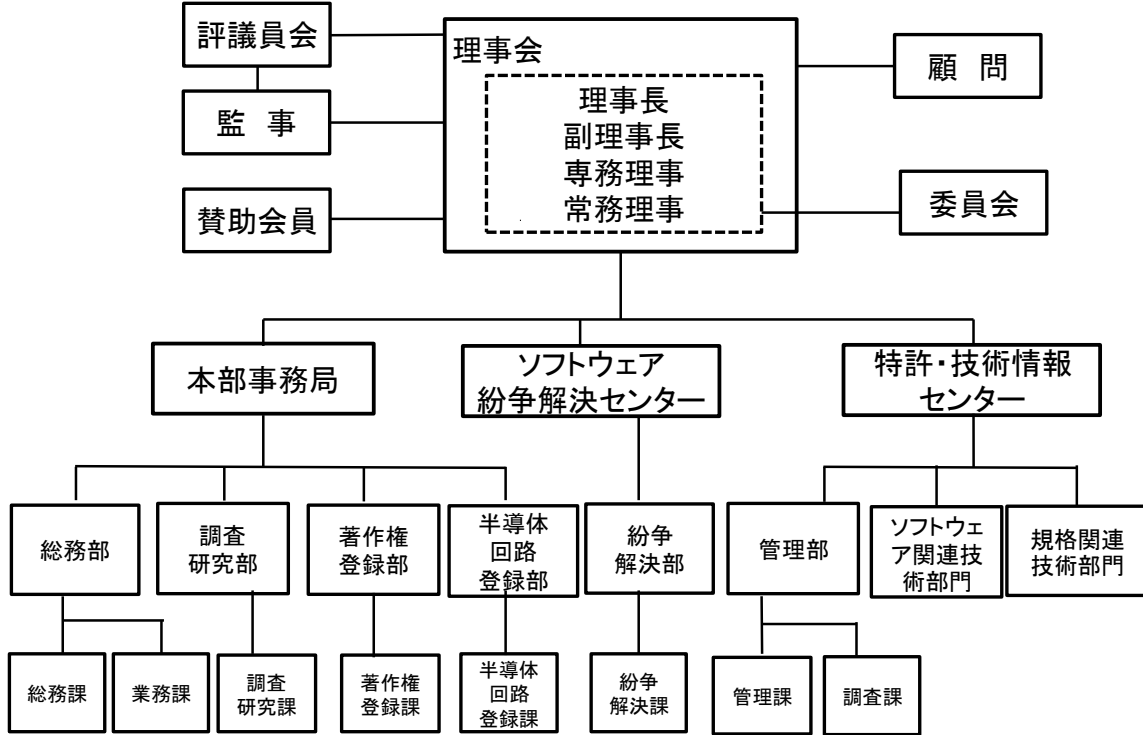 評議員会
監　事
賛助会員
理事会
理事長
副理事長
専務理事
常務理事
顧　問
委員会
本部事務局
ソフトウェア
紛争解決センター
特許・技術情報
センター
総務部
調査
研究部
著作権
登録部
半導体
回路
登録部
紛争
解決部
管理部
ソフトウェ
ア関連技
術部門
規格関連
技術部門
総務課
業務課
調査
研究課
著作権
登録課
半導体
回路
登録課
紛争
解決課
管理課
調査課